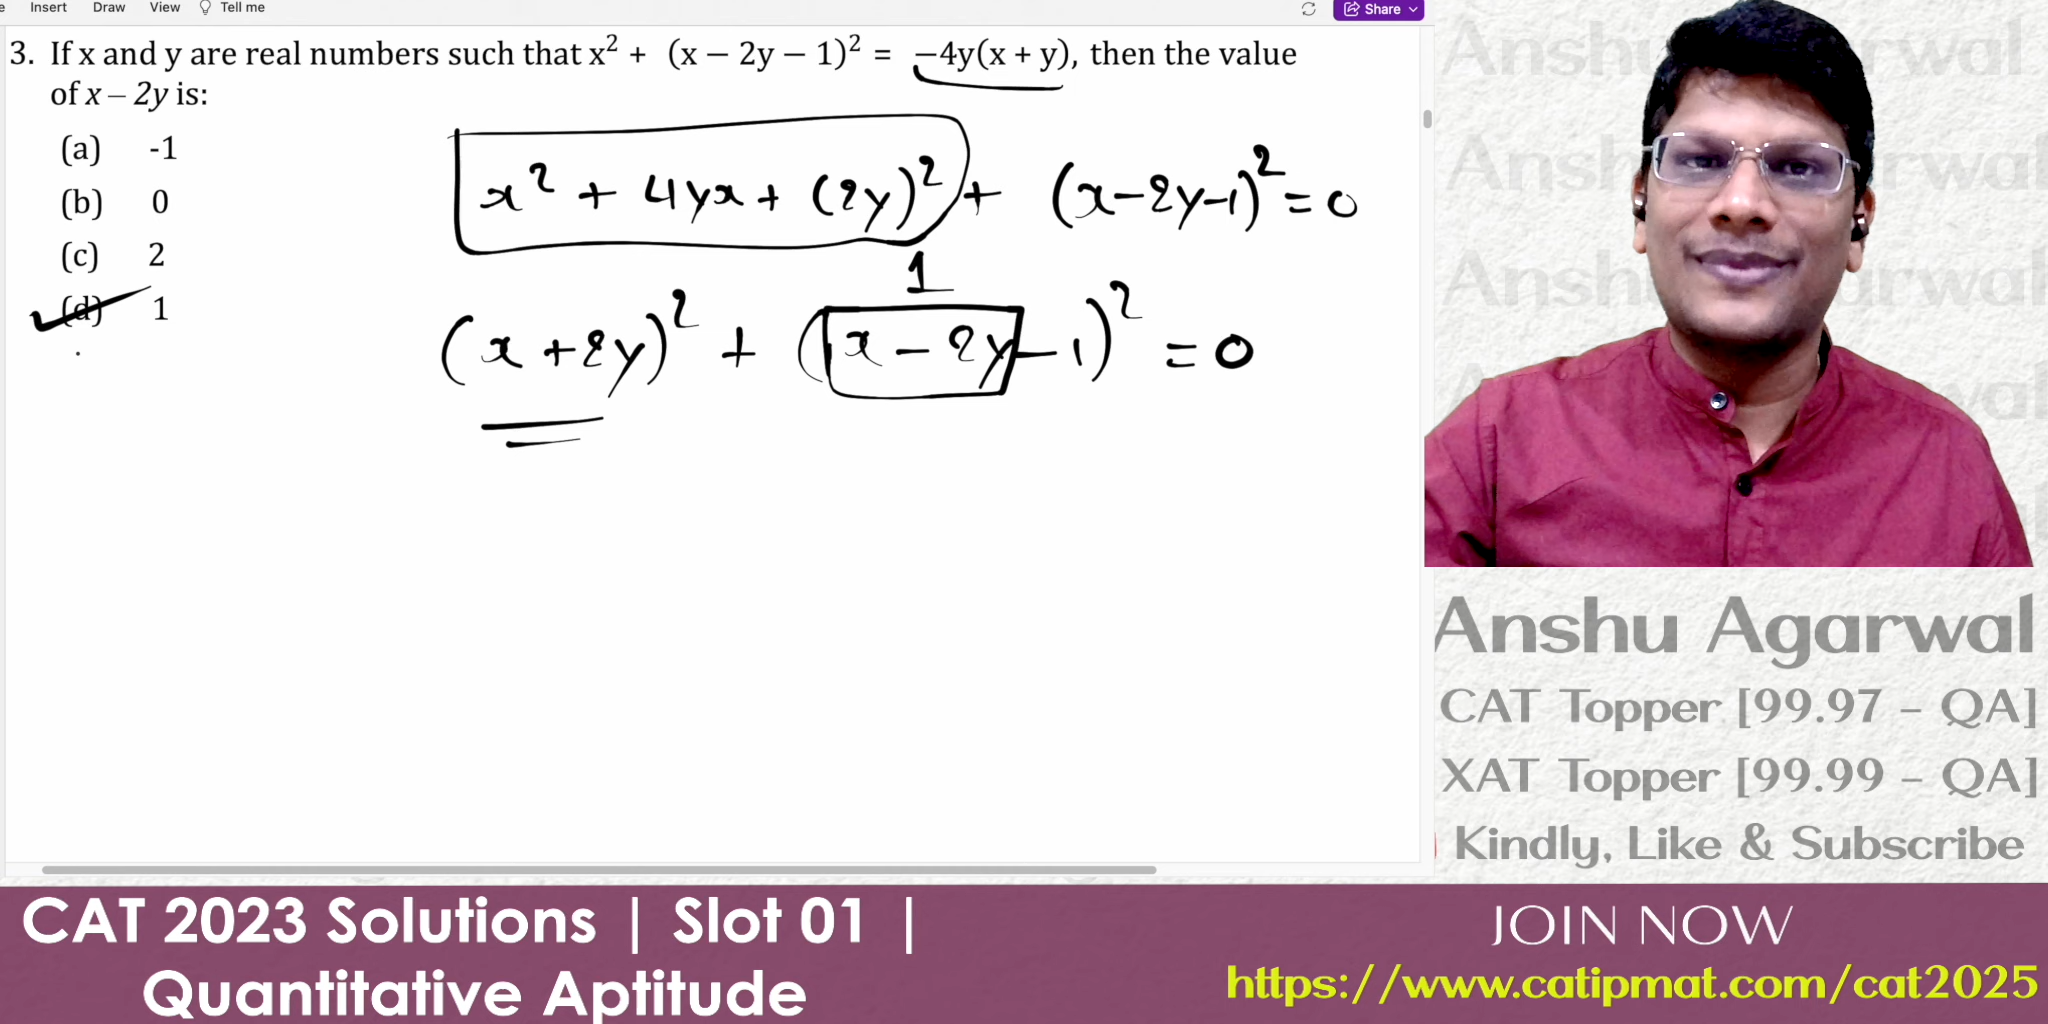 Insert Draw View Tell me Share
3. If x and y are real numbers such that x² + (x – 2y – 1)² = –4y(x + y), then the value
of x – 2y is:
(a) -1
(b) 0
(c) 2
(d) 1
x² + 4yx + (2y)² + (x-2y-1)² = 0
1
(x + 2y)² + (x - 2y - 1)² = 0
Anshu Agarwal
CAT Topper [99.97 – QA]
XAT Topper [99.99 – QA]
Kindly, Like & Subscribe
CAT 2023 Solutions | Slot 01 |
Quantitative Aptitude
JOIN NOW
https://www.catipmat.com/cat2025